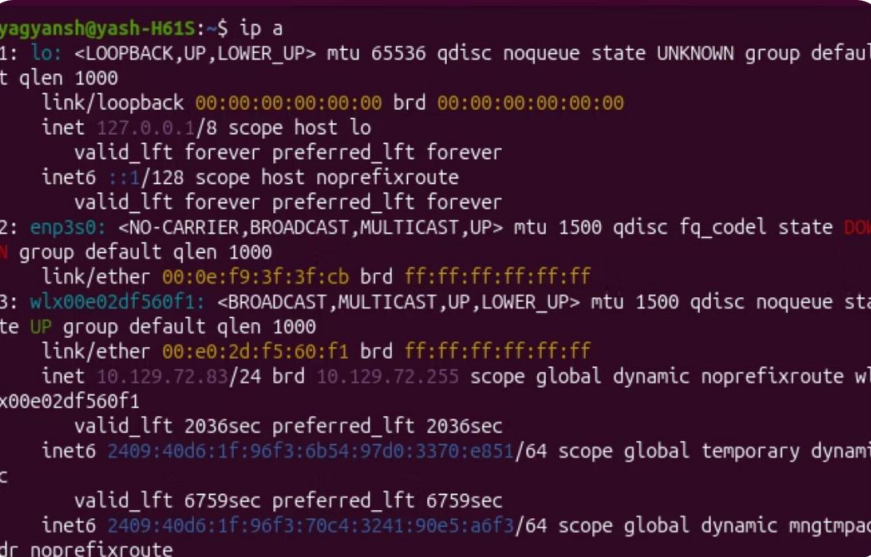 yagyansh@yash-H61S:~$ ip a
1: lo: <LOOPBACK,UP,LOWER_UP> mtu 65536 qdisc noqueue state UNKNOWN group defaul
t qlen 1000
link/loopback 00:00:00:00:00:00 brd 00:00:00:00:00:00
inet 127.0.0.1/8 scope host lo
valid_lft forever preferred_lft forever
inet6 ::1/128 scope host noprefixroute
valid_lft forever preferred_lft forever
2: enp3s0: <NO-CARRIER,BROADCAST,MULTICAST,UP> mtu 1500 qdisc fq_codel state DOW
N group default qlen 1000
link/ether 00:0e:f9:3f:3f:cb brd ff:ff:ff:ff:ff:ff
3: wlx00e02df560f1: <BROADCAST,MULTICAST,UP,LOWER_UP> mtu 1500 qdisc noqueue sta
te UP group default qlen 1000
link/ether 00:e0:2d:f5:60:f1 brd ff:ff:ff:ff:ff:ff
inet 10.129.72.83/24 brd 10.129.72.255 scope global dynamic noprefixroute wl
x00e02df560f1
valid_lft 2036sec preferred_lft 2036sec
inet6 2409:40d6:1f:96f3:6b54:97d0:3370:e851/64 scope global temporary dynami
c
valid_lft 6759sec preferred_lft 6759sec
inet6 2409:40d6:1f:96f3:70c4:3241:90e5:a6f3/64 scope global dynamic mngtmpad
dr noprefixroute